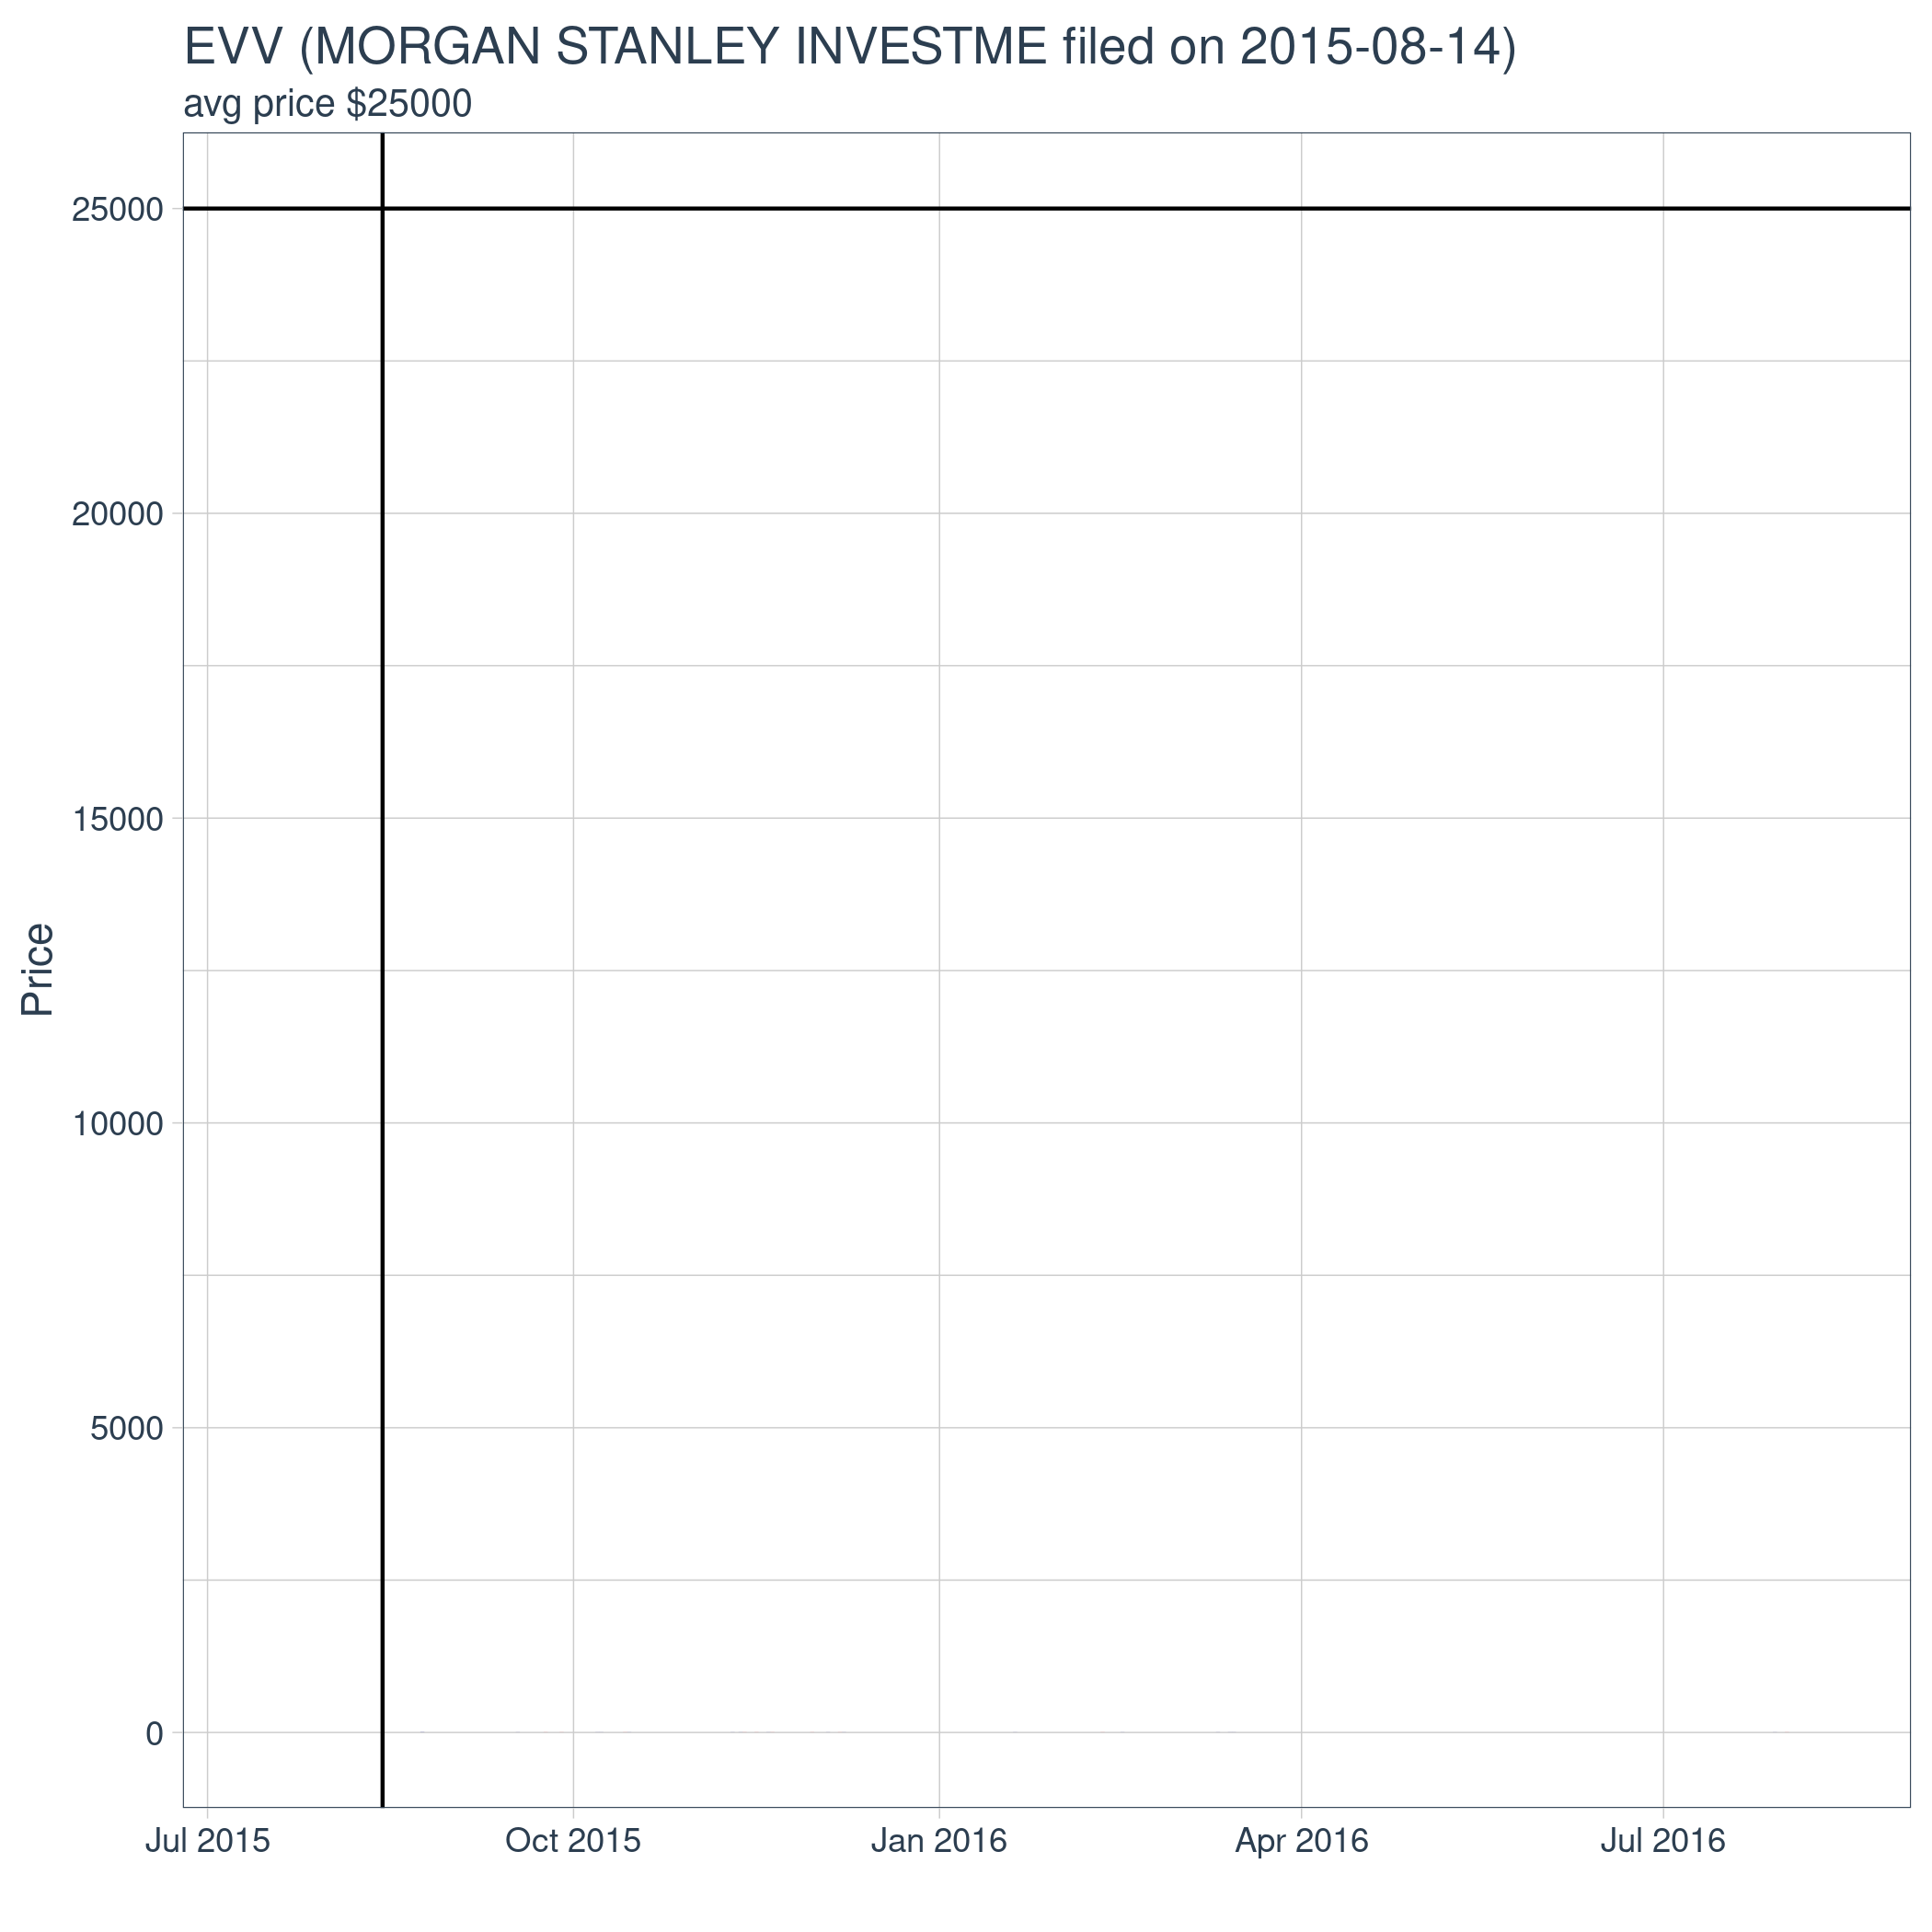 EVV (MORGAN STANLEY INVESTME filed on 2015-08-14)
avg price $25000
25000
20000
15000
Price
10000
5000
0
Jul 2015 Oct 2015 Jan 2016 Apr 2016 Jul 2016